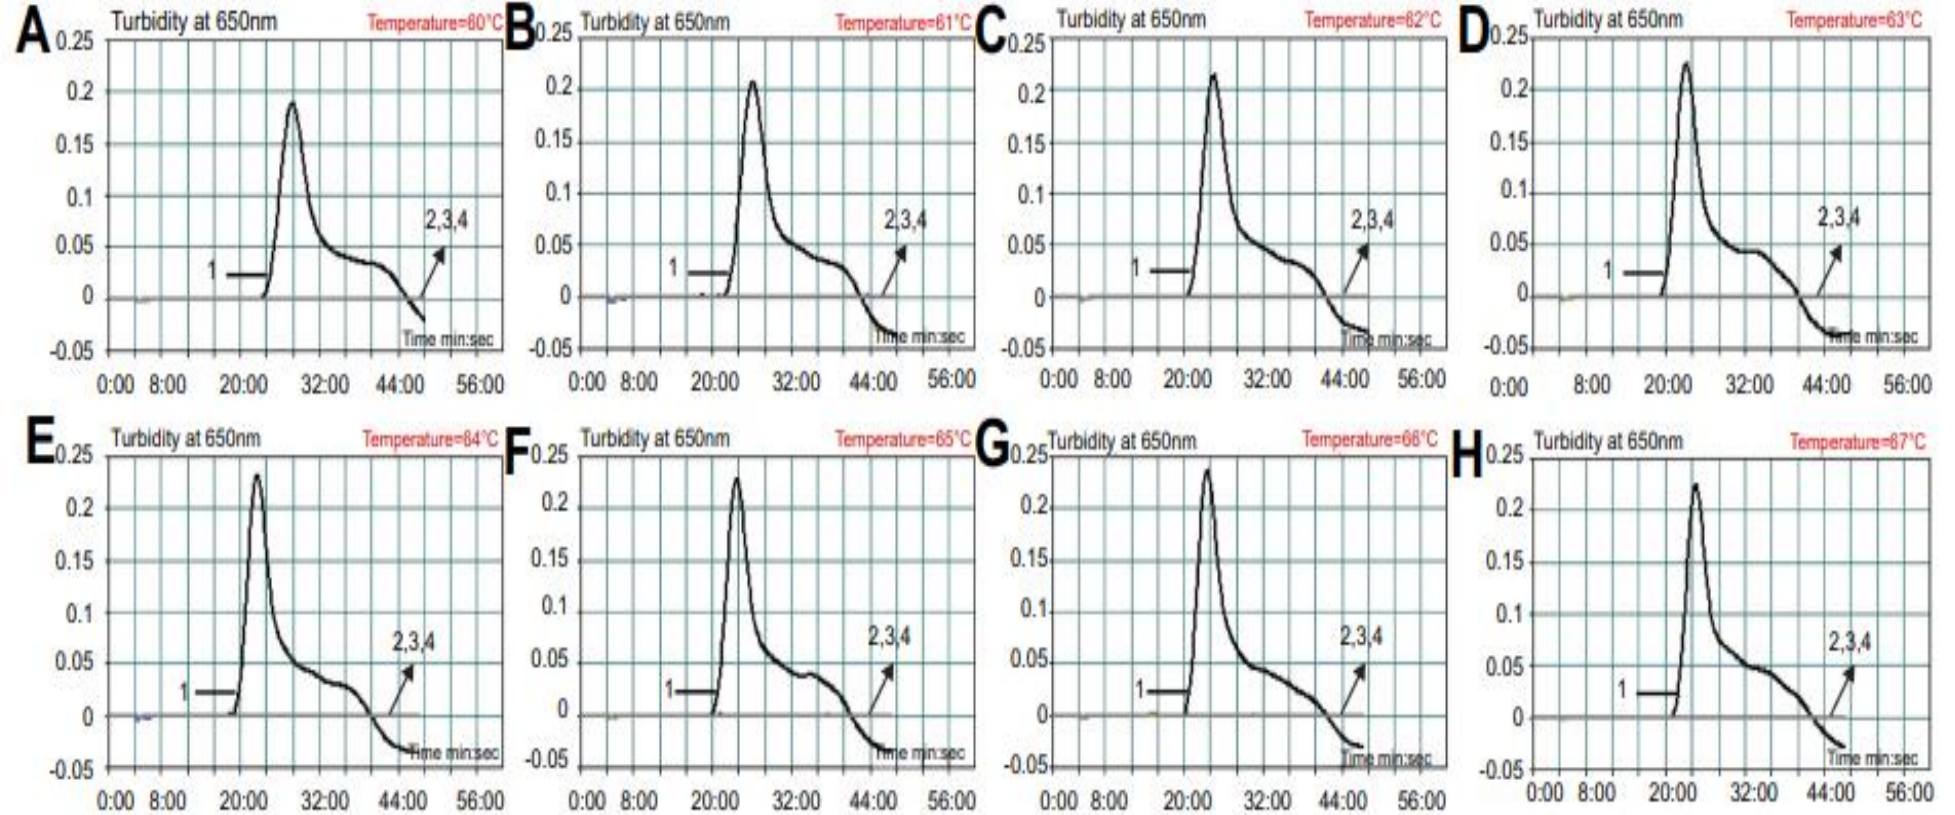 A
Turbidity at 650nm
Temperature=60°C
0.25
0.2
0.15
0.1
0.05
0
-0.05
1
2,3,4
Time min:sec
0:00 8:00 20:00 32:00 44:00 56:00
B
Turbidity at 650nm
Temperature=61°C
0.25
0.2
0.15
0.1
0.05
0
-0.05
1
2,3,4
Time min:sec
0:00 8:00 20:00 32:00 44:00 56:00
C
Turbidity at 650nm
Temperature=62°C
0.25
0.2
0.15
0.1
0.05
0
-0.05
1
2,3,4
Time min:sec
0:00 8:00 20:00 32:00 44:00 56:00
D
Turbidity at 650nm
Temperature=63°C
0.25
0.2
0.15
0.1
0.05
0
-0.05
1
2,3,4
Time min:sec
0:00 8:00 20:00 32:00 44:00 56:00
E
Turbidity at 650nm
Temperature=64°C
0.25
0.2
0.15
0.1
0.05
0
-0.05
1
2,3,4
Time min:sec
0:00 8:00 20:00 32:00 44:00 56:00
F
Turbidity at 650nm
Temperature=65°C
0.25
0.2
0.15
0.1
0.05
0
-0.05
1
2,3,4
Time min:sec
0:00 8:00 20:00 32:00 44:00 56:00
G
Turbidity at 650nm
Temperature=66°C
0.25
0.2
0.15
0.1
0.05
0
-0.05
1
2,3,4
Time min:sec
0:00 8:00 20:00 32:00 44:00 56:00
H
Turbidity at 650nm
Temperature=67°C
0.25
0.2
0.15
0.1
0.05
0
-0.05
1
2,3,4
Time min:sec
0:00 8:00 20:00 32:00 44:00 56:00